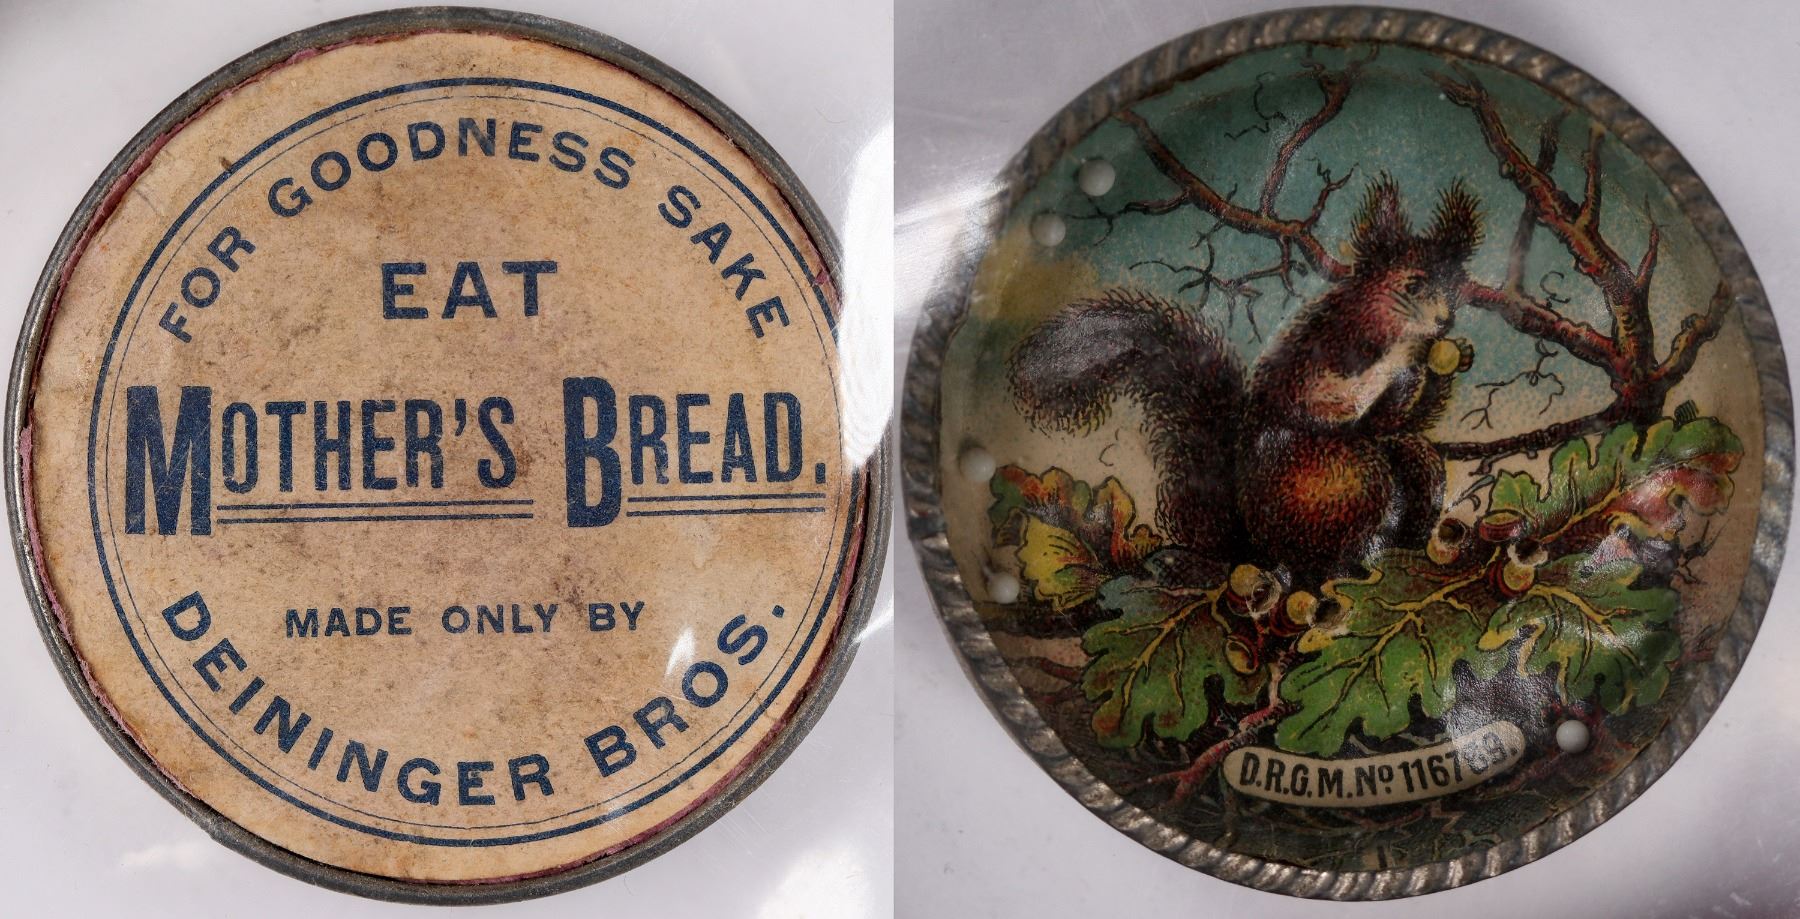 FOR GOODNESS SAKE
EAT
MOTHER'S BREAD.
MADE ONLY BY
DEININGER BROS.
D.R.G.M. No 116769.